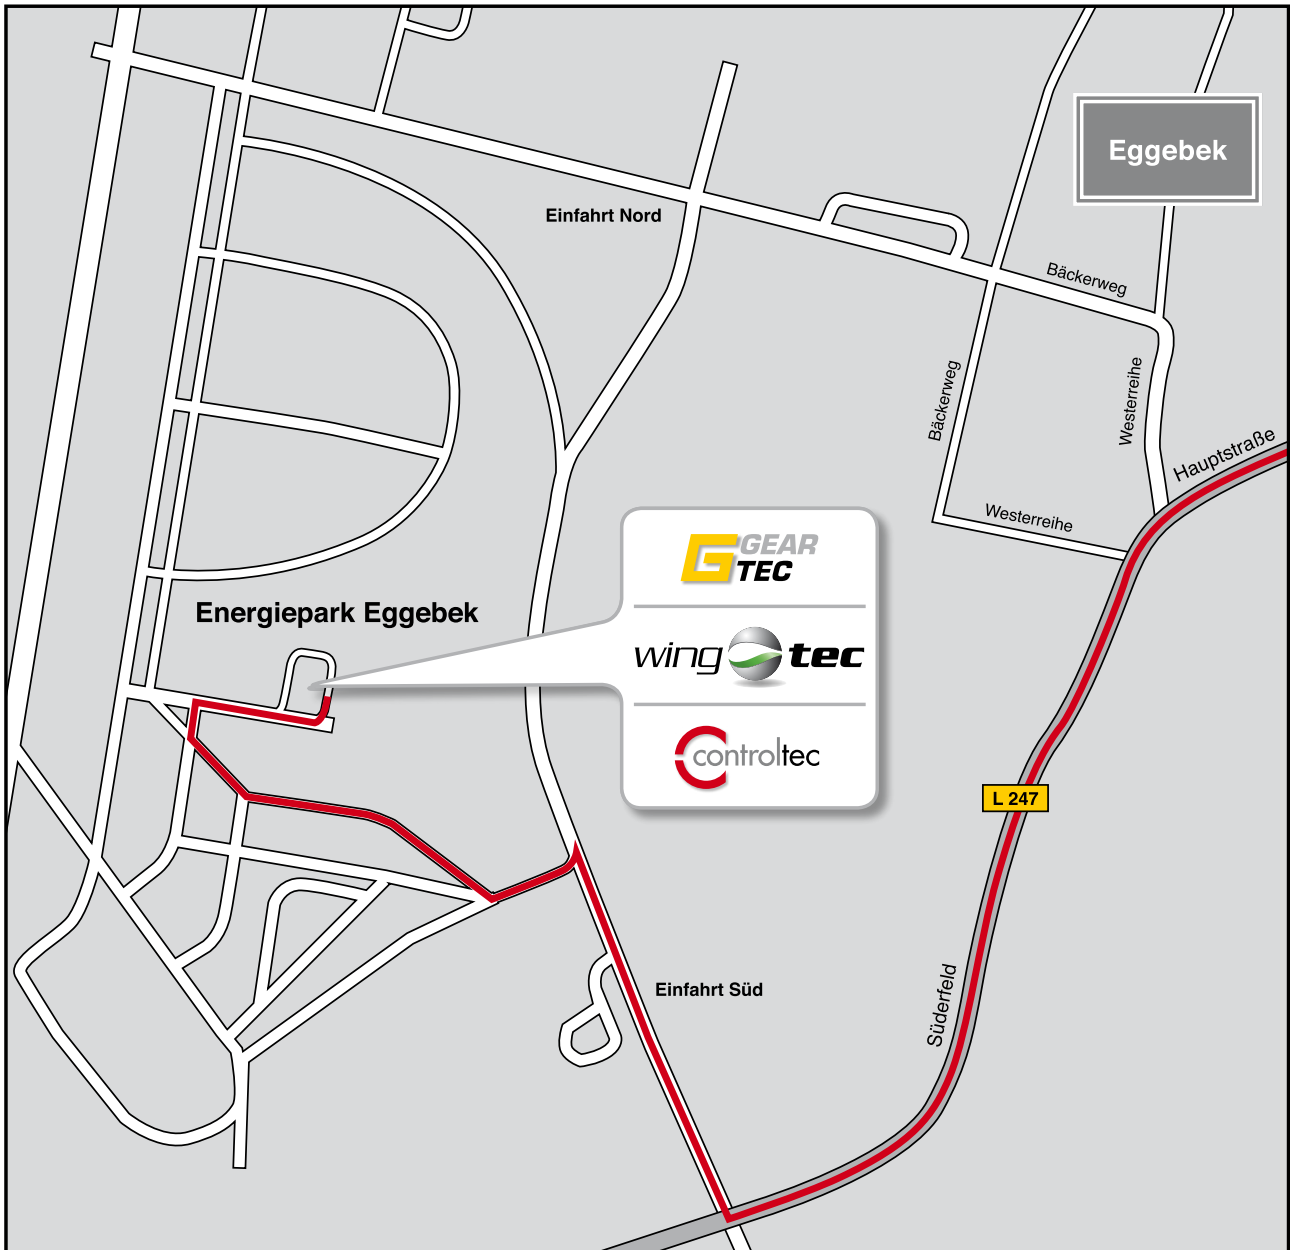 Eggebek
Einfahrt Nord
Bäckerweg
Bäckerweg
Westerreihe
Hauptstraße
Westerreihe
GEAR
TEC
Energiepark Eggebek
wing tec
controltec
L 247
Einfahrt Süd
Süderfeld